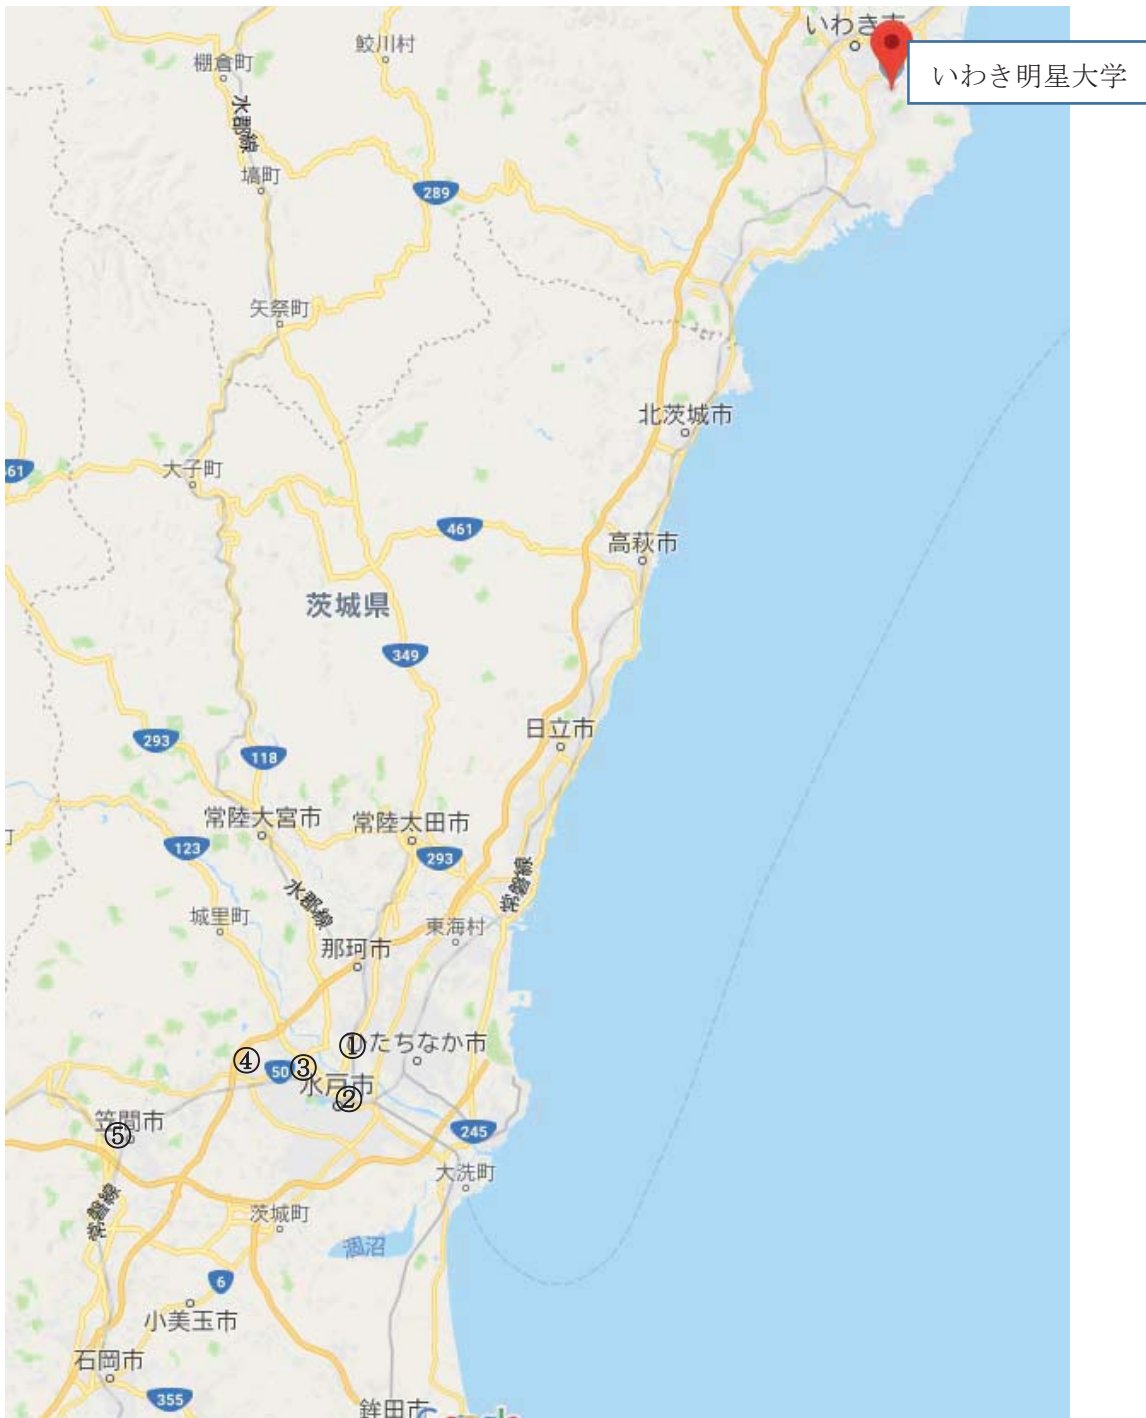 いわき市
鮫川村
棚倉町
いわき明星大学
水郡線
塙町
289
矢祭町
北茨城市
大子町
461
高萩市
茨城県
349
日立市
293
118
常陸大宮市
常陸太田市
123
293
常磐線
水郡線
城里町
東海村
那珂市
①
ひたちなか市
④
③
50
水戸市
②
笠間市
⑤
245
大洗町
常磐線
茨城町
涸沼
6
小美玉市
石岡市
355
鉾田市